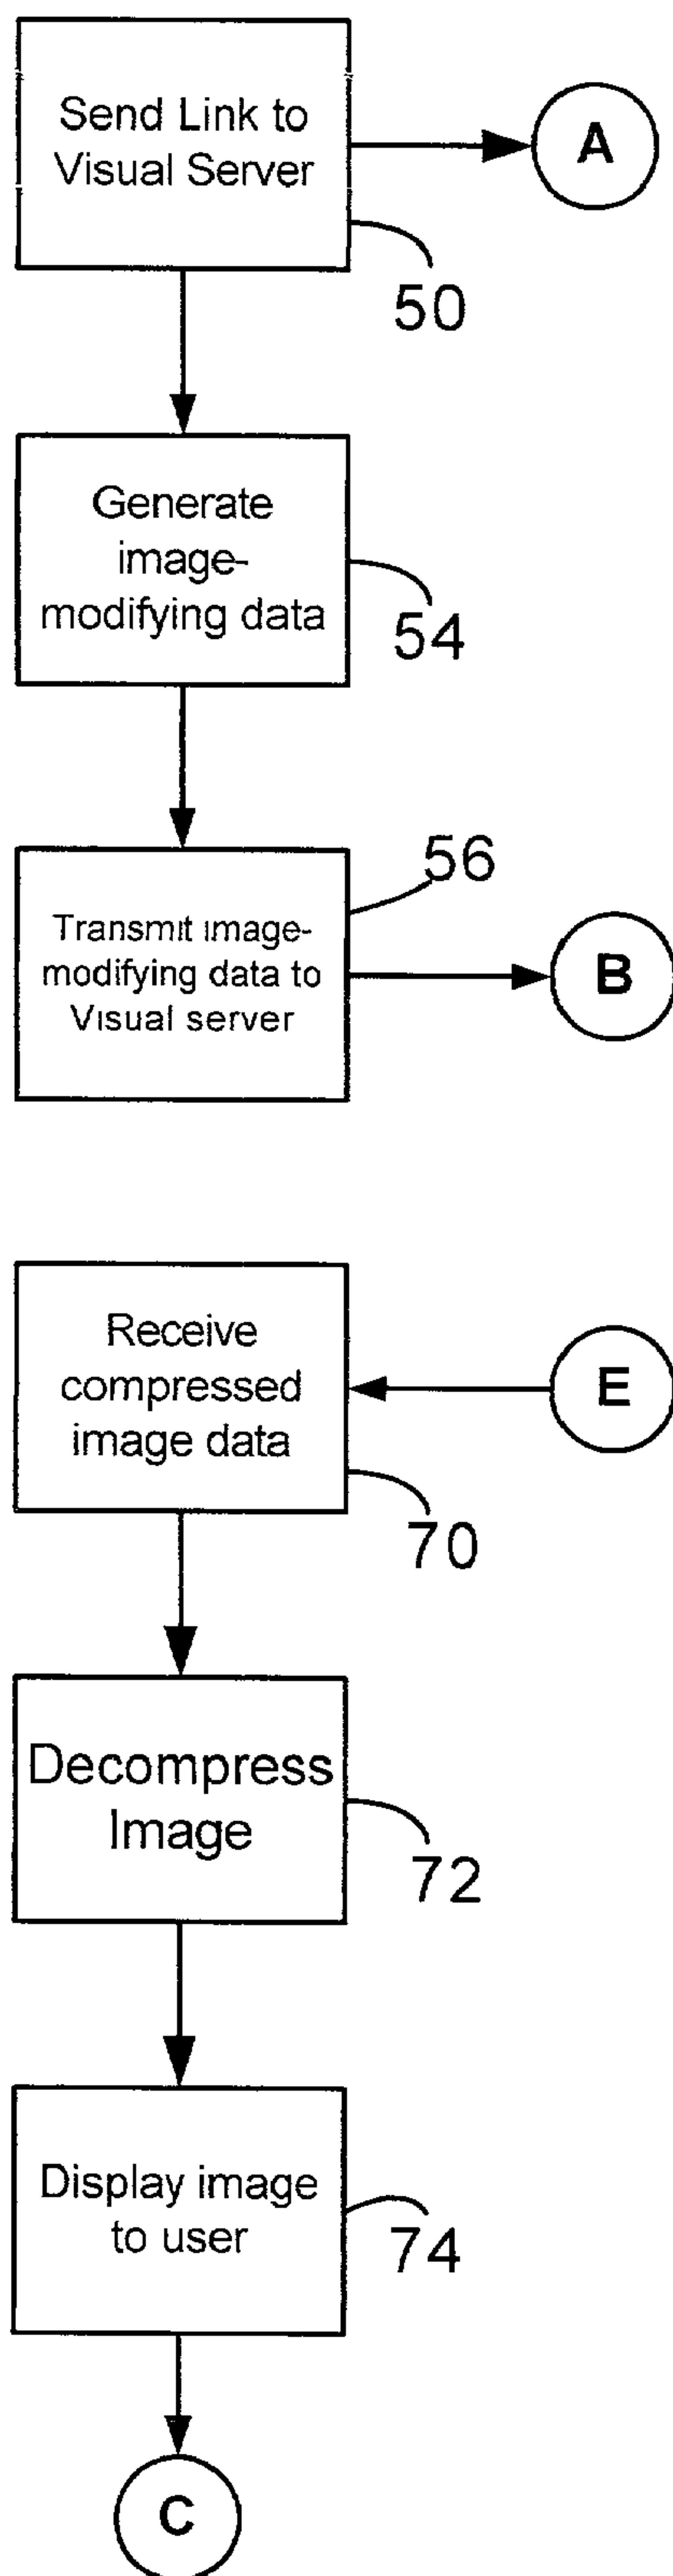 Send Link to
Visual Server
A
50
Generate
image-
modifying data
54
56
Transmit image-
modifying data to
Visual server
B
Receive
compressed
image data
E
70
Decompress
Image
72
Display image
to user
74
C